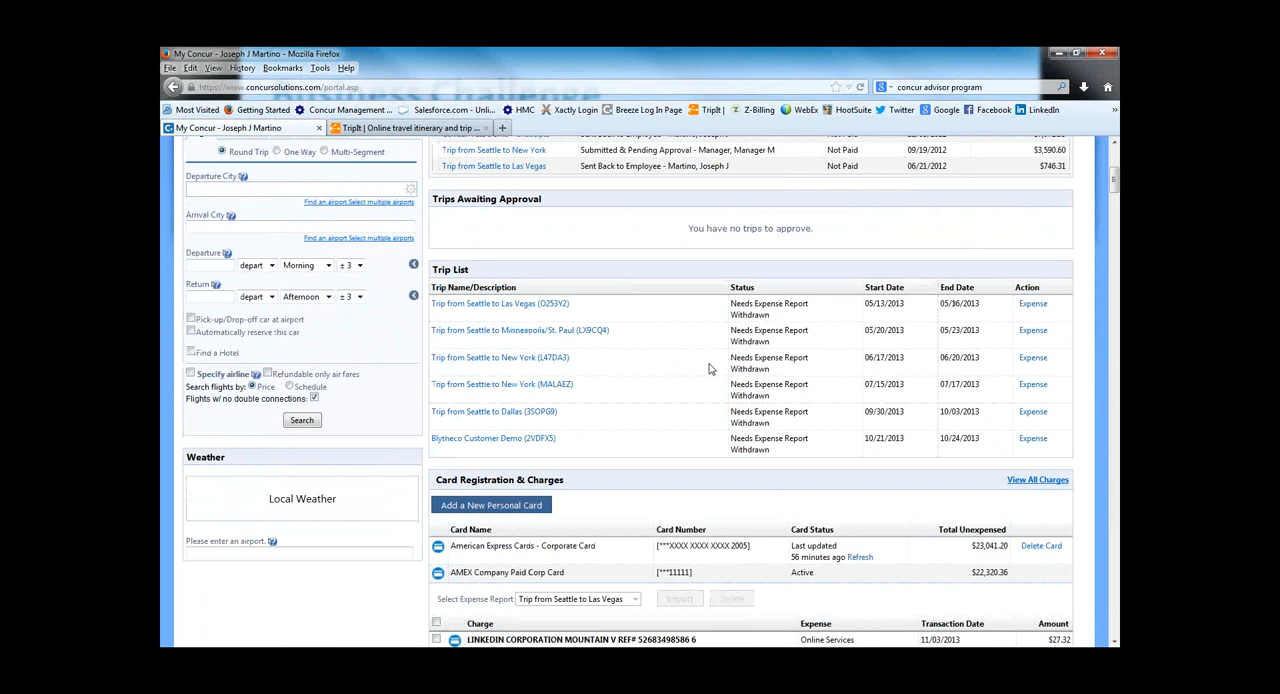 My Concur - Joseph J Martino - Mozilla Firefox
File Edit View History Bookmarks Tools Help
https://www.concursolutions.com/portal.asp
concur advisor program
Most Visited Getting Started Concur Management ... Salesforce.com - Unli... HMC Xactly Login Breeze Log In Page TripIt | Z-Billing WebEx HootSuite Twitter Google Facebook LinkedIn
My Concur - Joseph J Martino TripIt | Online travel itinerary and trip ...
Round Trip One Way Multi-Segment
Departure City
Find an airport Select multiple airports
Arrival City
Find an airport Select multiple airports
Departure
depart Morning ± 3
Return
depart Afternoon ± 3
Pick-up/Drop-off car at airport
Automatically reserve this car
Find a Hotel
Specify airline Refundable only air fares
Search flights by: Price Schedule
Flights w/ no double connections:
Search
Weather
Local Weather
Please enter an airport.
Trip from Seattle to New York Submitted & Pending Approval - Manager, Manager M Not Paid 09/19/2012 $3,590.60
Trip from Seattle to Las Vegas Sent Back to Employee - Martino, Joseph J Not Paid 06/21/2012 $746.31
Trips Awaiting Approval
You have no trips to approve.
Trip List
Trip Name/Description Status Start Date End Date Action
Trip from Seattle to Las Vegas (O253Y2) Needs Expense Report 05/13/2013 05/16/2013 Expense
Withdrawn
Trip from Seattle to Minneapolis/St. Paul (LX9CQ4) Needs Expense Report 05/20/2013 05/23/2013 Expense
Withdrawn
Trip from Seattle to New York (L47DA3) Needs Expense Report 06/17/2013 06/20/2013 Expense
Withdrawn
Trip from Seattle to New York (MALAEZ) Needs Expense Report 07/15/2013 07/17/2013 Expense
Withdrawn
Trip from Seattle to Dallas (3SOPG9) Needs Expense Report 09/30/2013 10/03/2013 Expense
Withdrawn
Blytheco Customer Demo (2VDFX5) Needs Expense Report 10/21/2013 10/24/2013 Expense
Withdrawn
Card Registration & Charges View All Charges
Add a New Personal Card
Card Name Card Number Card Status Total Unexpensed
American Express Cards - Corporate Card [***XXXX XXXX XXXX 2005] Last updated $23,041.20 Delete Card
56 minutes ago Refresh
AMEX Company Paid Corp Card [***11111] Active $22,320.36
Select Expense Report Trip from Seattle to Las Vegas Import Delete
Charge Expense Transaction Date Amount
LINKEDIN CORPORATION MOUNTAIN V REF# 52683498586 6 Online Services 11/03/2013 $27.32